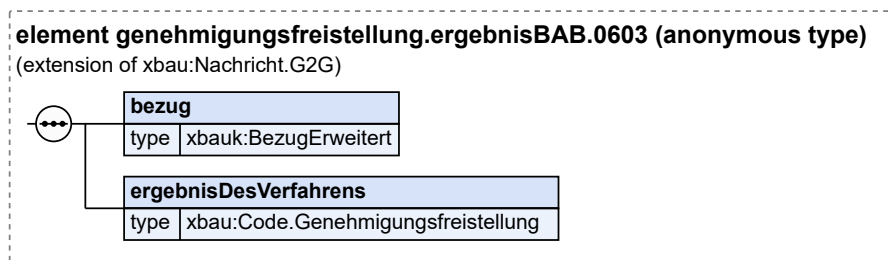 element genehmigungsfreistellung.ergebnisBAB.0603 (anonymous type)
(extension of xbau:Nachricht.G2G)
bezug
type xbauk:BezugErweitert
ergebnisDesVerfahrens
type xbau:Code.Genehmigungsfreistellung